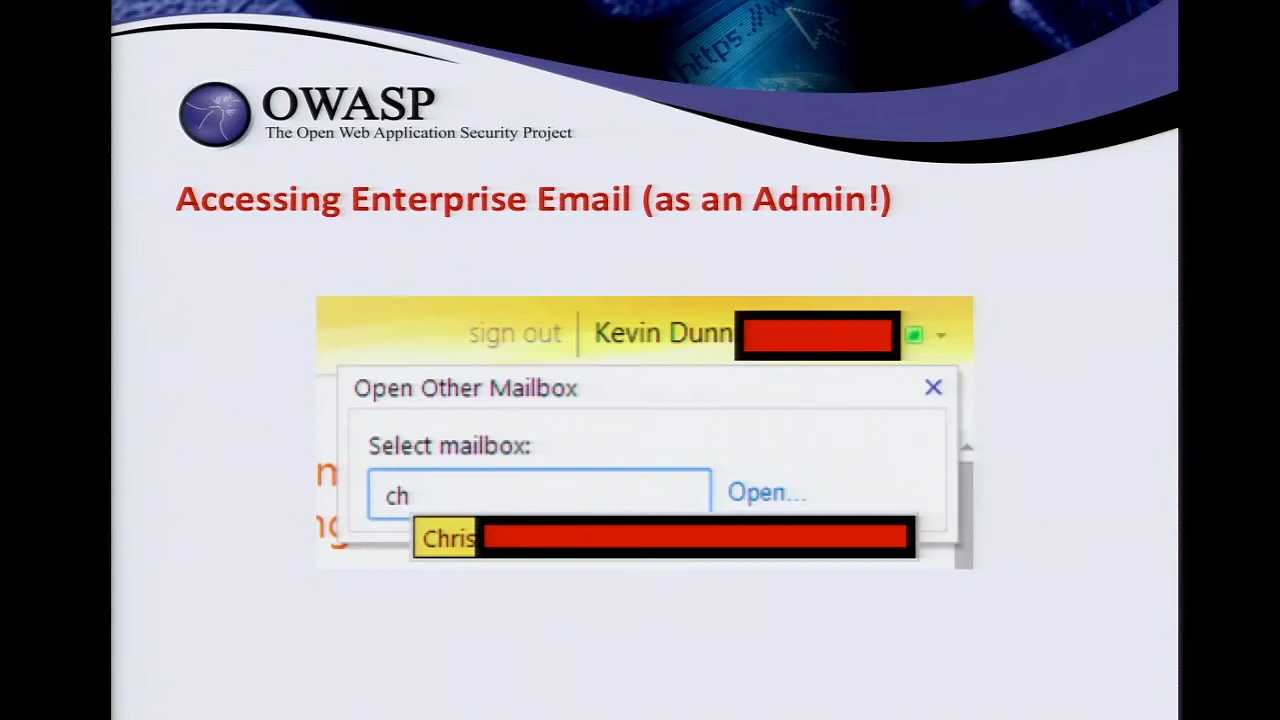 https://w
OWASP
The Open Web Application Security Project
Accessing Enterprise Email (as an Admin!)
sign out
Kevin Dunn
Open Other Mailbox
Select mailbox:
ch
Open...
Chris